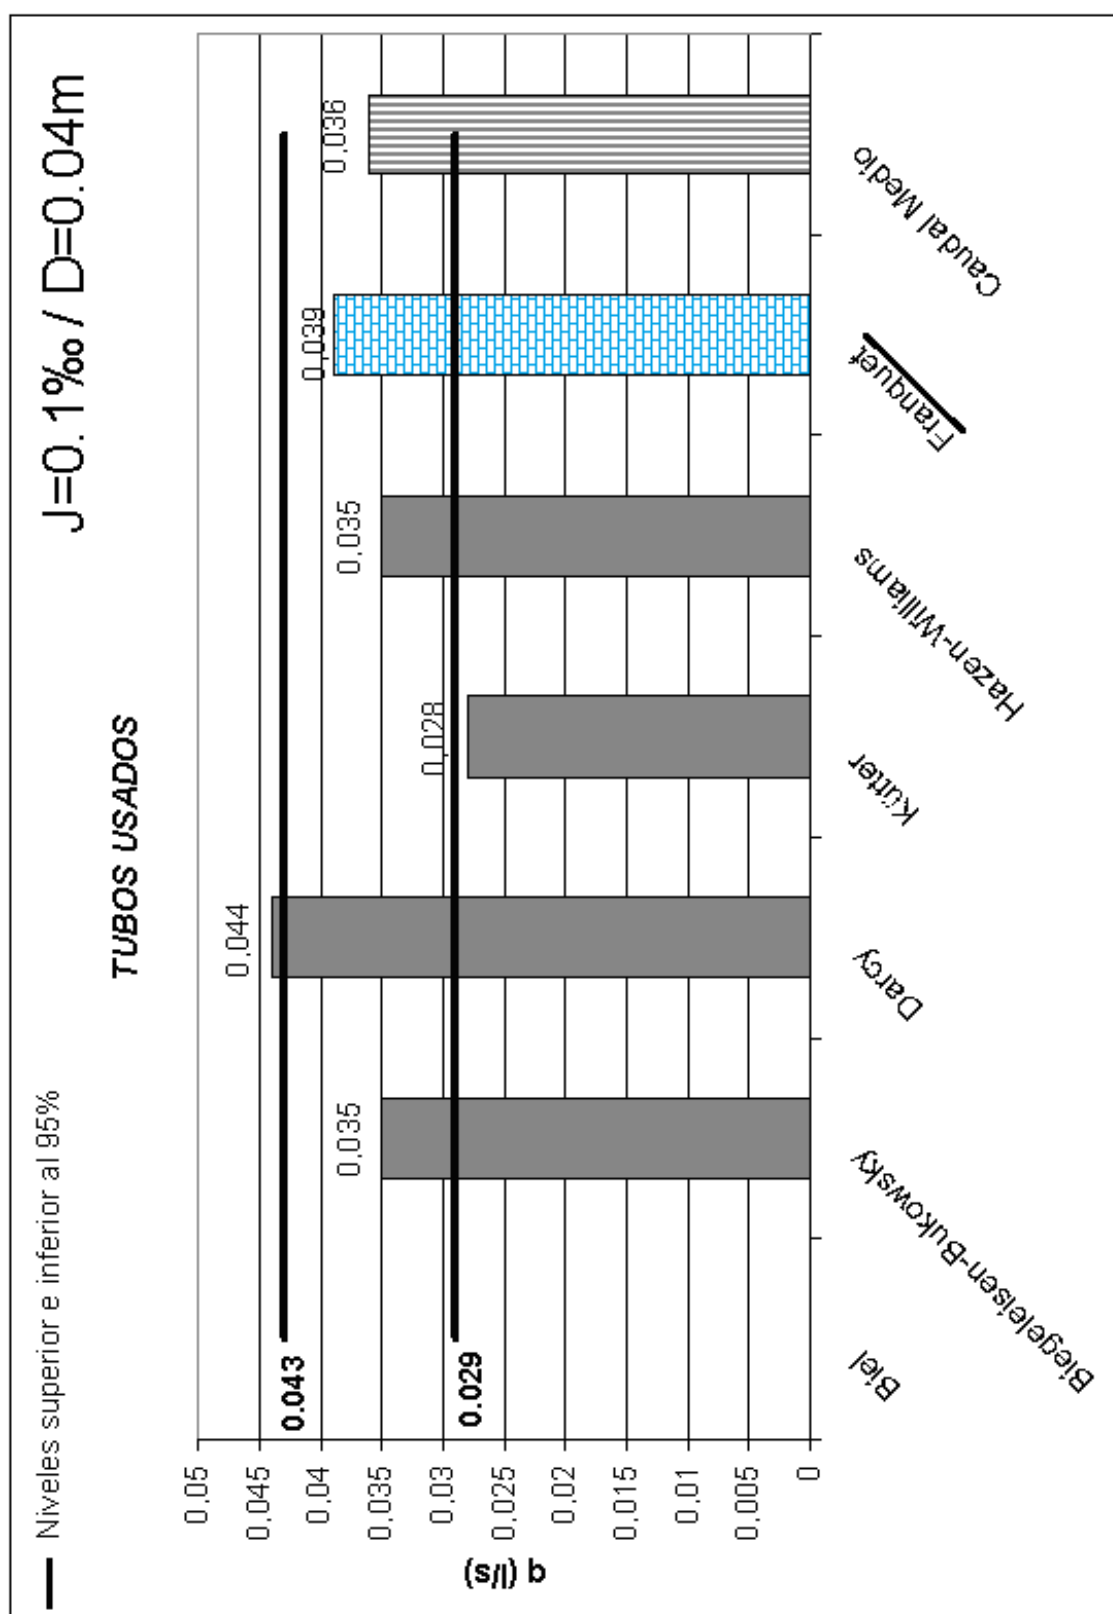 Niveles superior e inferior al 95%
TUBOS USADOS
J=0.1‰ / D=0.04m
q (l/s)
0.05
0.045
0.04
0.035
0.03
0.025
0.02
0.015
0.01
0.005
0
0.043
0.029
0.035
0.044
0.028
0.035
0.039
0.036
Biel
Biegeleisen-Bukowsky
Darcy
Kütter
Hazen-Williams
Franquet
Caudal Medio